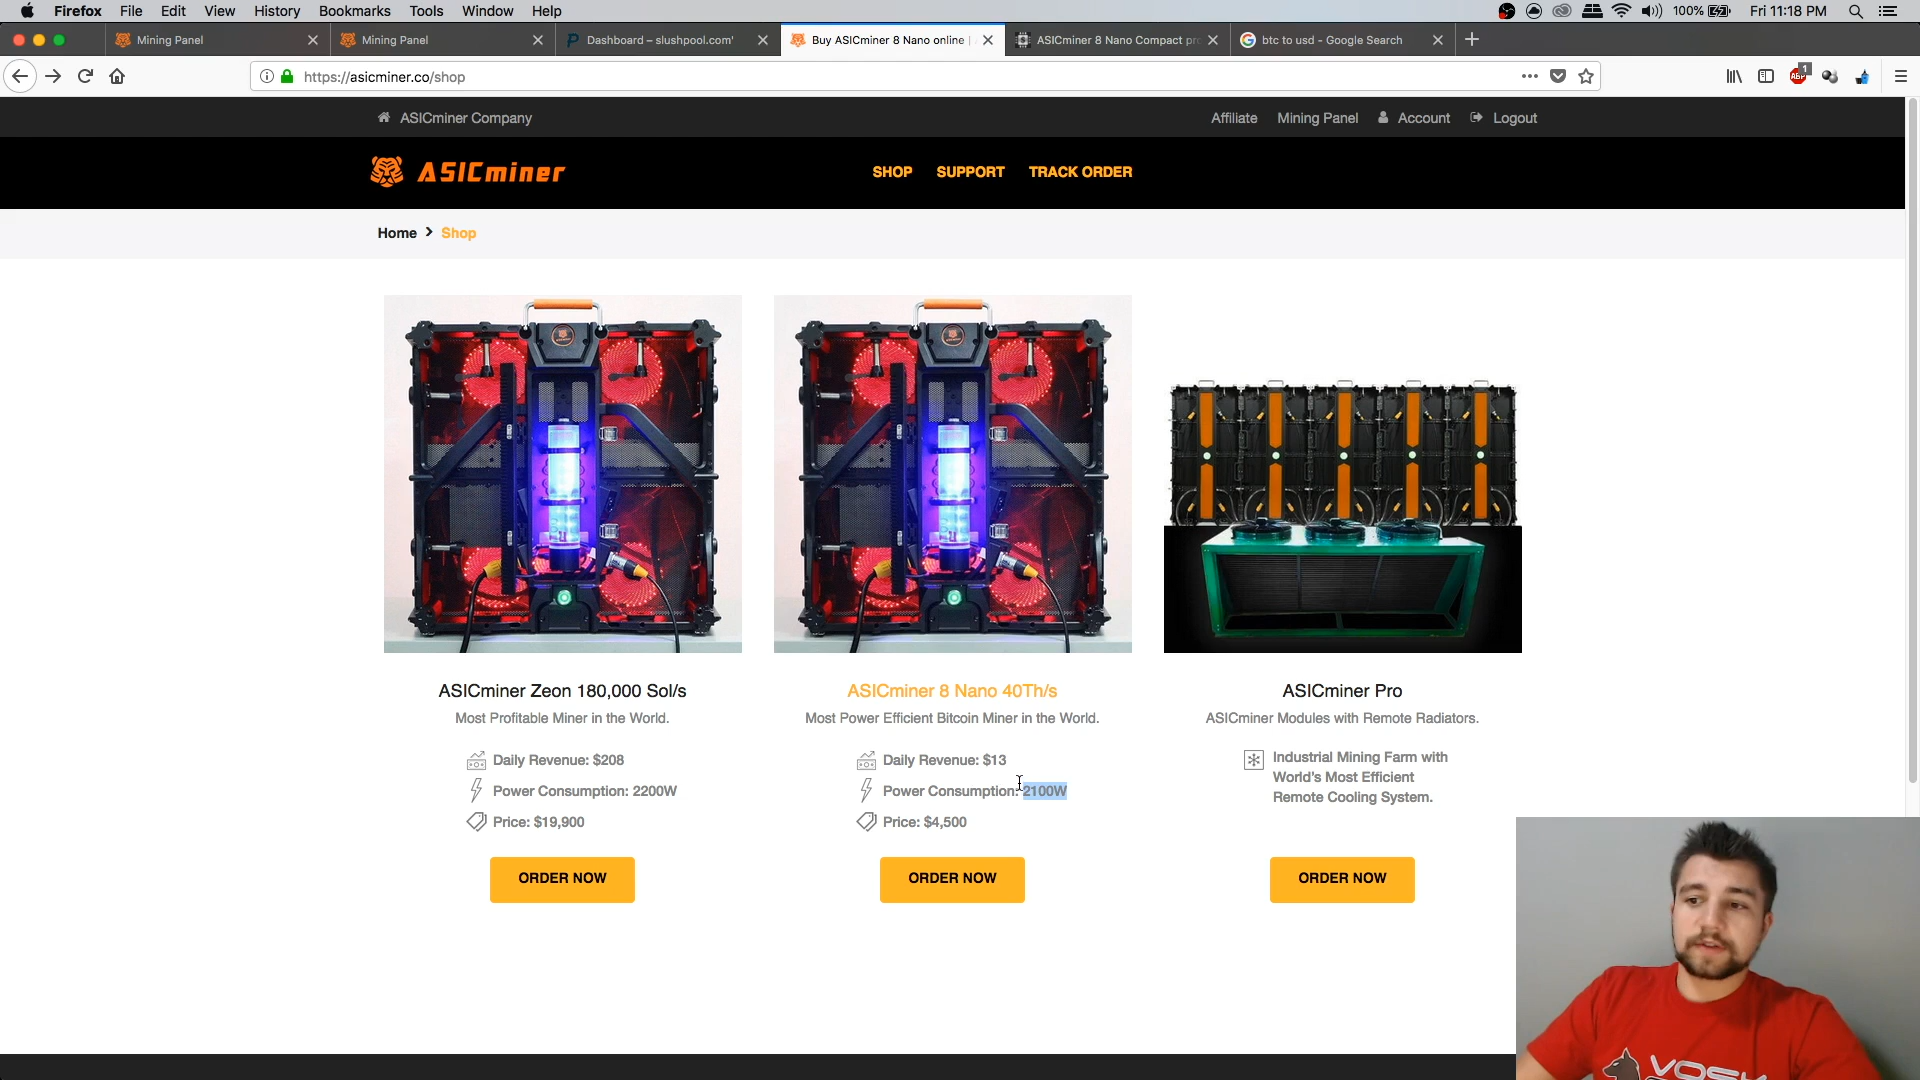 Firefox File Edit View History Bookmarks Tools Window Help 100% Fri 11:18 PM
Mining Panel Mining Panel Dashboard – slushpool.com' Buy ASICminer 8 Nano online | ASICminer 8 Nano Compact pro btc to usd - Google Search
https://asicminer.co/shop ABP 1
ASICminer Company Affiliate Mining Panel Account Logout
ASICminer SHOP SUPPORT TRACK ORDER
Home > Shop
ASICminer Zeon 180,000 Sol/s
Most Profitable Miner in the World.
Daily Revenue: $208
Power Consumption: 2200W
Price: $19,900
ORDER NOW
ASICminer 8 Nano 40Th/s
Most Power Efficient Bitcoin Miner in the World.
Daily Revenue: $13
Power Consumption: 2100W
Price: $4,500
ORDER NOW
ASICminer Pro
ASICminer Modules with Remote Radiators.
Industrial Mining Farm with
World's Most Efficient
Remote Cooling System.
ORDER NOW
VOSK